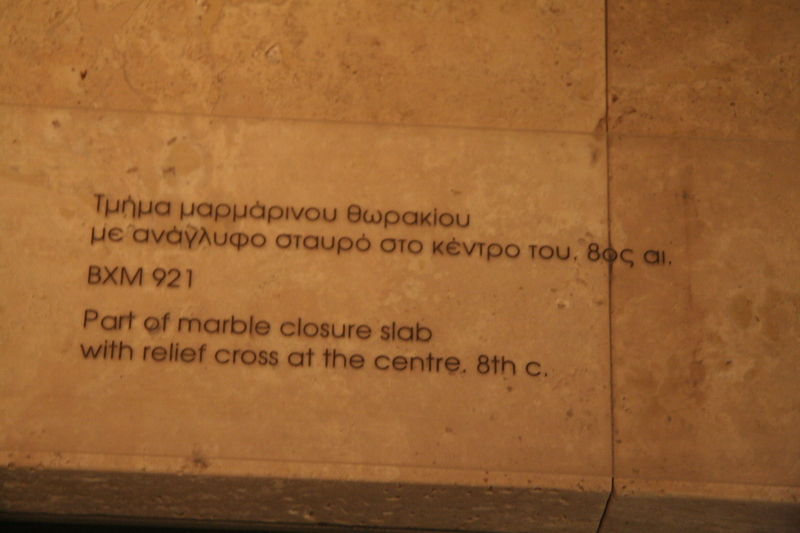 Τμήμα μαρμάρινου θωρακίου
με ανάγλυφο σταυρό στο κέντρο του. 8ος αι.
ΒΧΜ 921
Part of marble closure slab
with relief cross at the centre. 8th c.